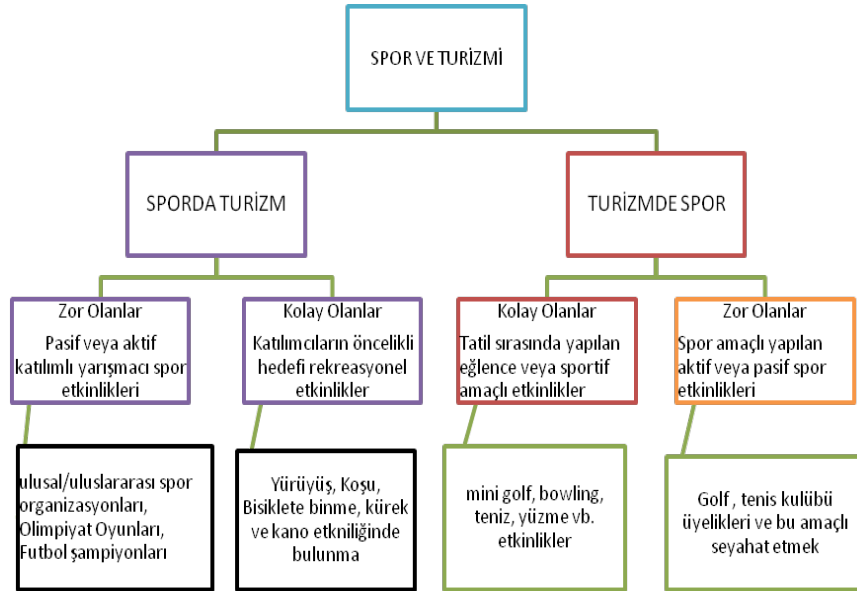 SPOR VE TURİZMİ
SPORDA TURİZM
TURİZMDE SPOR
Zor Olanlar
Pasif veya aktif
katılımlı yarışmacı spor
etkinlikleri
Kolay Olanlar
Katılımcıların öncelikli
hedefi rekreasyonel
etkinlikler
Kolay Olanlar
Tatil sırasında yapılan
eğlence veya sportif
amaçlı etkinlikler
Zor Olanlar
Spor amaçlı yapılan
aktif veya pasif spor
etkinlikleri
ulusal/uluslararası spor
organizasyonları,
Olimpiyat Oyunları,
Futbol şampiyonları
Yürüyüş, Koşu,
Bisiklete binme, kürek
ve kano etkniliğinde
bulunma
mini golf, bowling,
teniz, yüzme vb.
etkinlikler
Golf , tenis kulübü
üyelikleri ve bu amaçlı
seyahat etmek